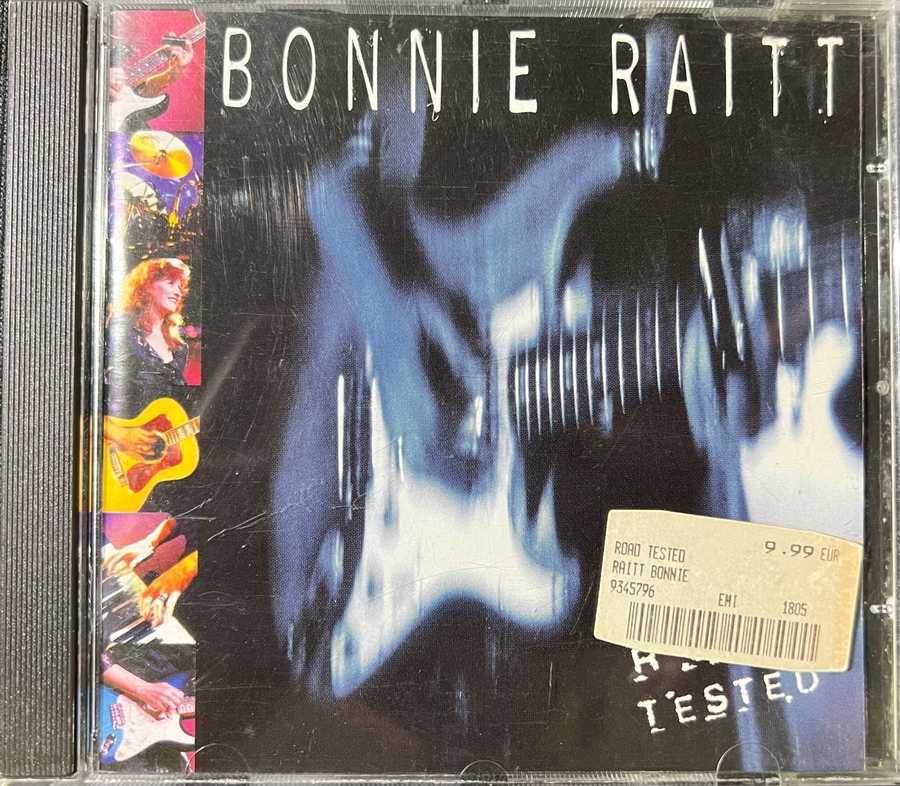 BONNIE RAITT
ROAD TESTED 9.99 EUR
RAITT BONNIE
9345796 EMI 1805
TESTED